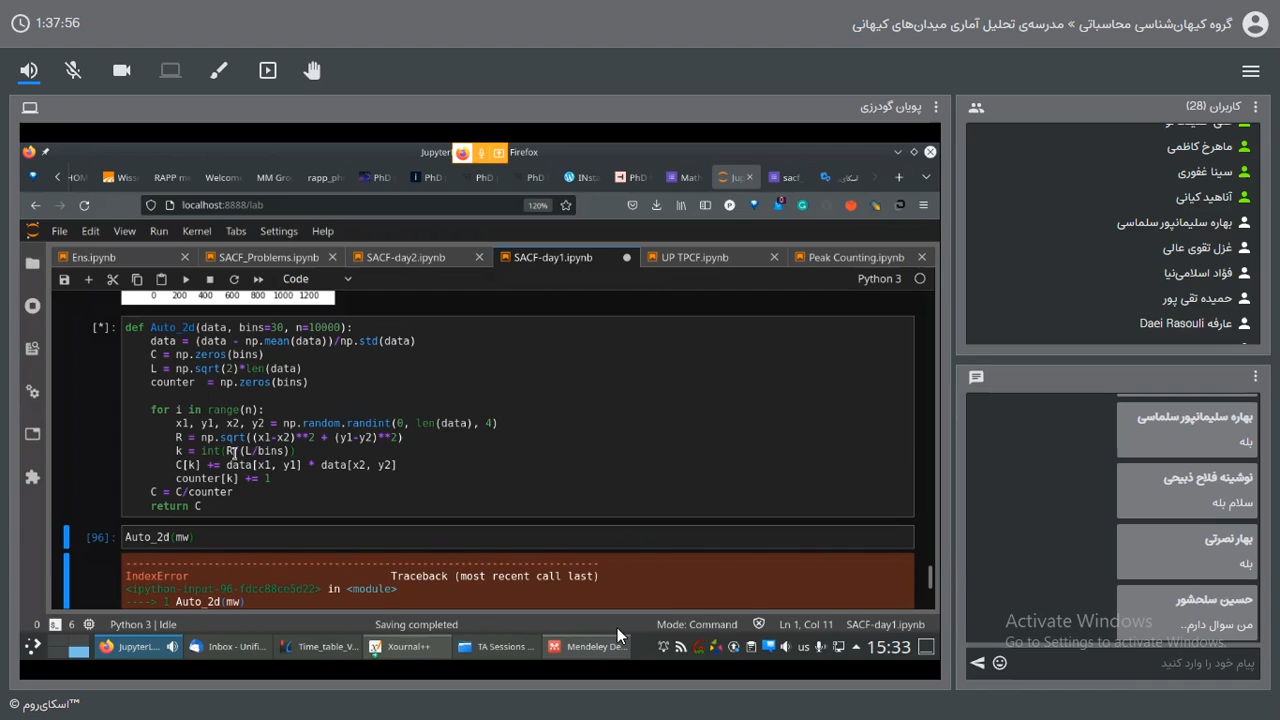 1:37:56
گروه کیهان‌شناسی محاسباتی » مدرسه‌ی تحلیل آماری میدان‌های کیهانی
پویان گودرزی
Jupyter Firefox
HOM Wiss RAPP me Welcome MM Gro rapp_phe PhD PhD PhD PhD INsta PhD Math Jup sacf_
localhost:8888/lab 120%
File Edit View Run Kernel Tabs Settings Help
Ens.ipynb SACF_Problems.ipynb SACF-day2.ipynb SACF-day1.ipynb UP TPCF.ipynb Peak Counting.ipynb
Code Python 3
0 200 400 600 800 1000 1200
[*]: def Auto_2d(data, bins=30, n=10000):
data = (data - np.mean(data))/np.std(data)
C = np.zeros(bins)
L = np.sqrt(2)*len(data)
counter = np.zeros(bins)
for i in range(n):
x1, y1, x2, y2 = np.random.randint(0, len(data), 4)
R = np.sqrt((x1-x2)**2 + (y1-y2)**2)
k = int(R/(L/bins))
C[k] += data[x1, y1] * data[x2, y2]
counter[k] += 1
C = C/counter
return C
[96]: Auto_2d(mw)
IndexError Traceback (most recent call last)
<ipython-input-96-fdcc88ce5d22> in <module>
----> 1 Auto_2d(mw)
0 6 Python 3 | Idle Saving completed Mode: Command Ln 1, Col 11 SACF-day1.ipynb
JupyterL... Inbox - Unifi... Time_table_V... Xournal++ TA Sessions ... Mendeley De... us 15:33
کاربران (28)
ماهرخ کاظمی
سینا غفوری
آناهید کیانی
بهاره سلیمانپور سلماسی
غزل تقوی عالی
فؤاد اسلامی‌نیا
حمیده تقی پور
عارفه Daei Rasouli
بهاره سلیمانپور سلماسی
بله
نوشینه فلاح ذبیحی
سلام بله
بهار نصرتی
بله
حسین سلحشور
من سوال دارم...
Activate Windows
Go to Settings to activate Windows.
پیام خود را وارد کنید
© اسکای‌روم™